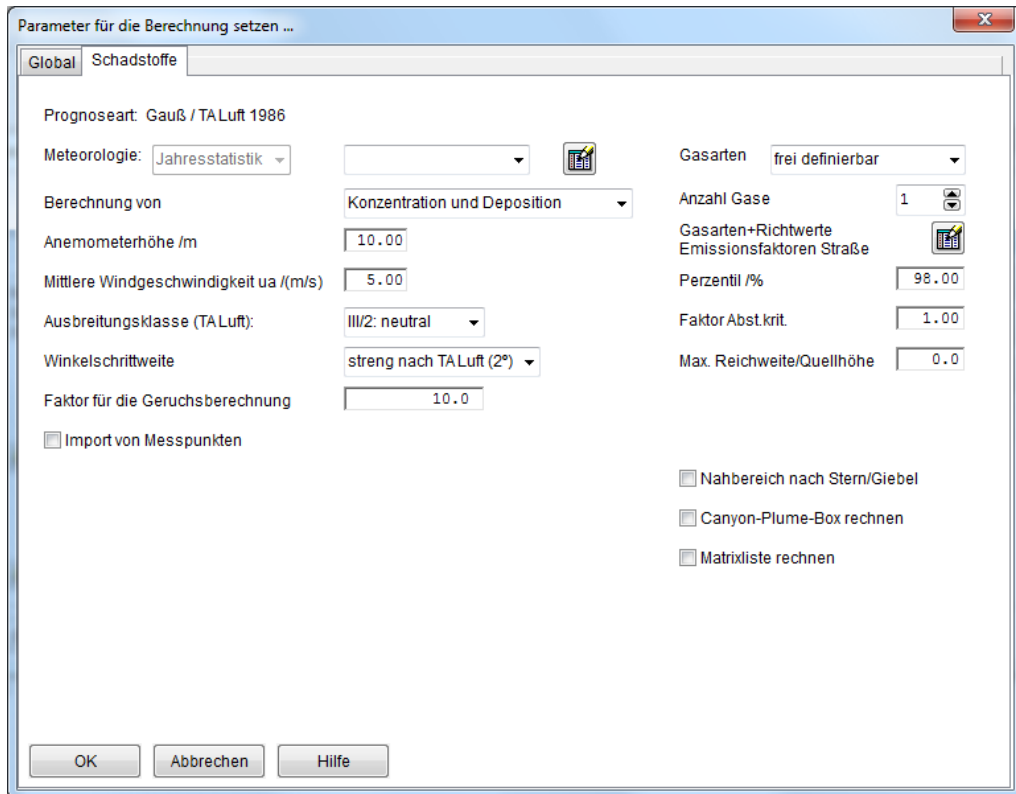 Parameter für die Berechnung setzen ...
Global
Schadstoffe
Prognoseart: Gauß / TA Luft 1986
Meteorologie:
Jahresstatistik
Gasarten
frei definierbar
Berechnung von
Konzentration und Deposition
Anzahl Gase
1
Anemometerhöhe /m
10.00
Gasarten+Richtwerte
Emissionsfaktoren Straße
Mittlere Windgeschwindigkeit ua /(m/s)
5.00
Perzentil /%
98.00
Ausbreitungsklasse (TA Luft):
III/2: neutral
Faktor Abst.krit.
1.00
Winkelschrittweite
streng nach TA Luft (2º)
Max. Reichweite/Quellhöhe
0.0
Faktor für die Geruchsberechnung
10.0
Import von Messpunkten
Nahbereich nach Stern/Giebel
Canyon-Plume-Box rechnen
Matrixliste rechnen
OK
Abbrechen
Hilfe